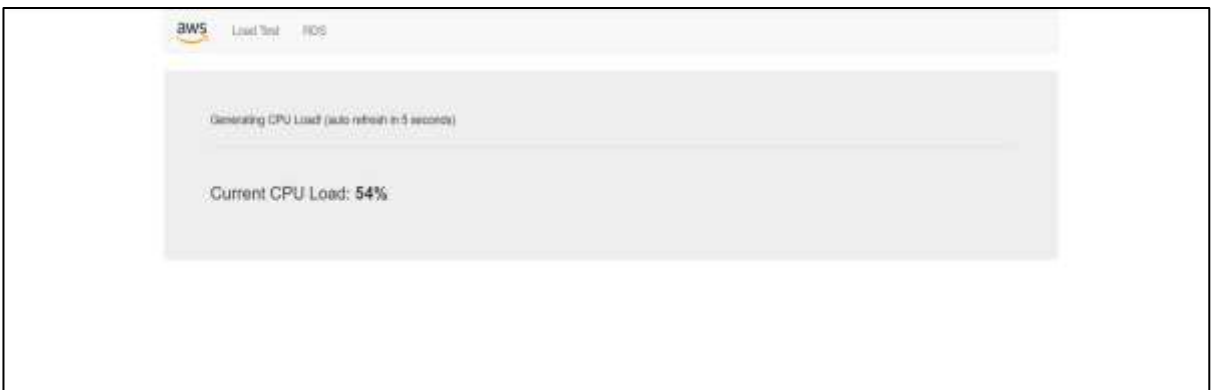 aws Load Test RDS
Generating CPU Load! (auto refresh in 5 seconds)
Current CPU Load: 54%